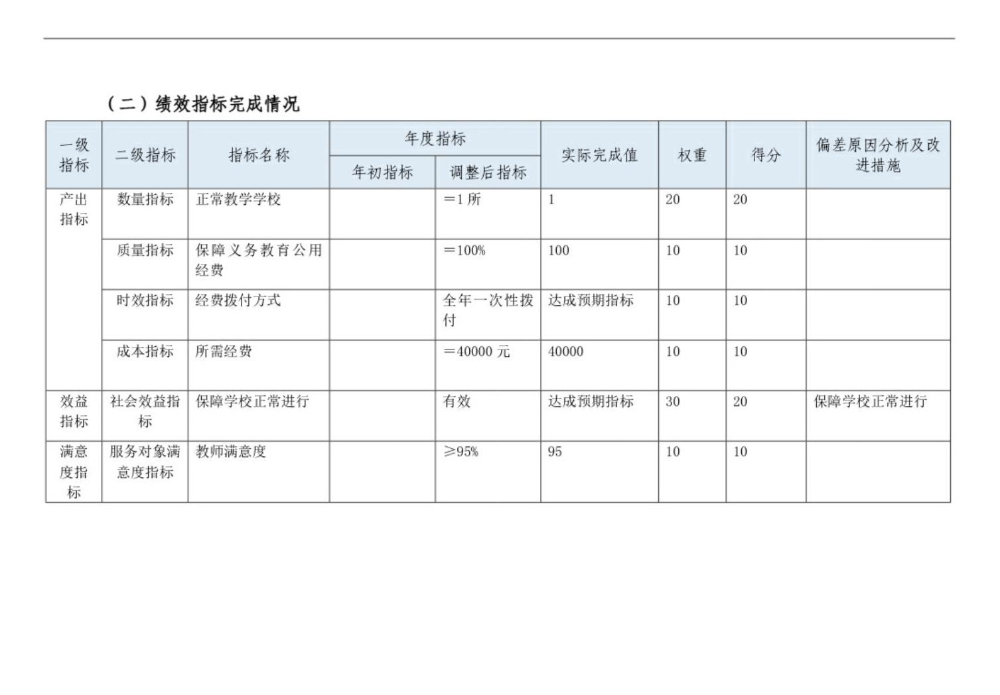 （二）绩效指标完成情况
一级
指标
二级指标
指标名称
年度指标
年初指标
调整后指标
实际完成值
权重
得分
偏差原因分析及改
进措施
产出
指标
数量指标
正常教学学校
＝1 所
1
20
20
质量指标
保障义务教育公用
经费
＝100%
100
10
10
时效指标
经费拨付方式
全年一次性拨
付
达成预期指标
10
10
成本指标
所需经费
＝40000 元
40000
10
10
效益
指标
社会效益指
标
保障学校正常进行
有效
达成预期指标
30
20
保障学校正常进行
满意
度指
标
服务对象满
意度指标
教师满意度
≥95%
95
10
10